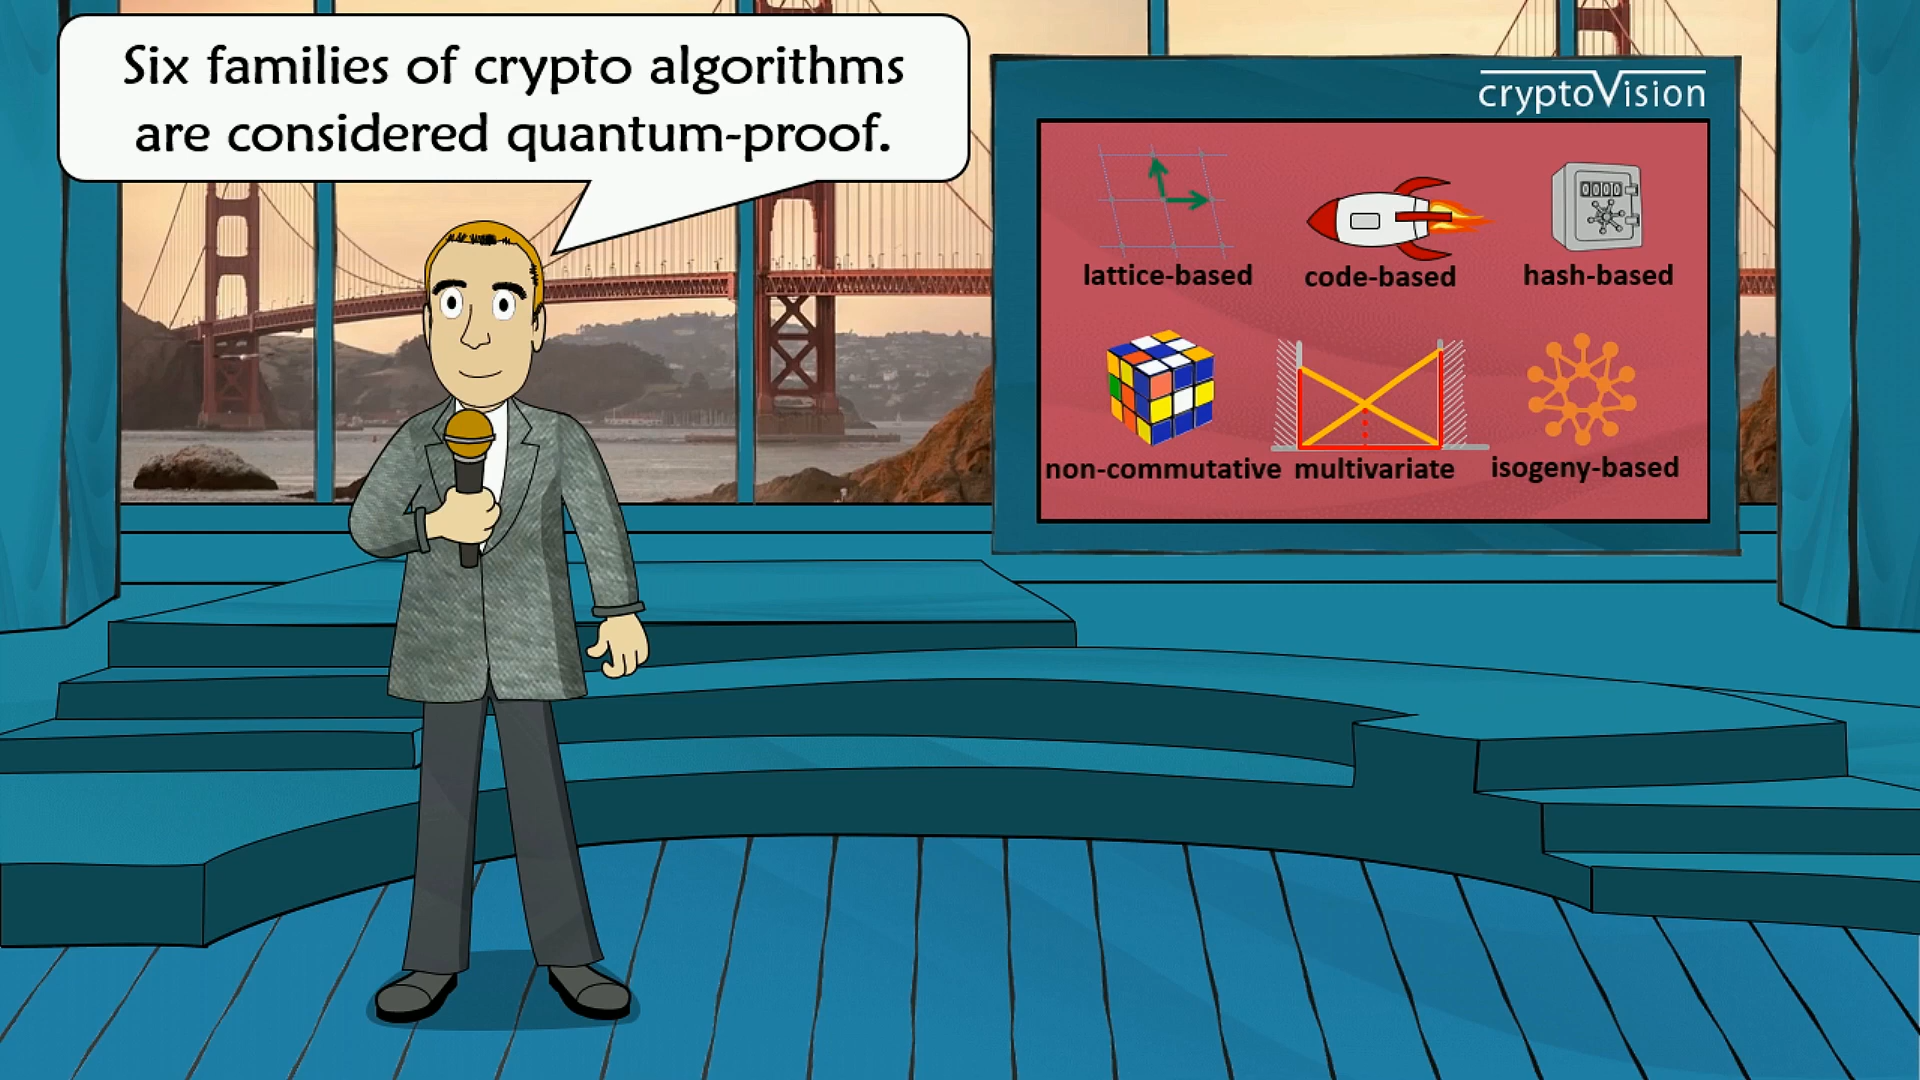 Six families of crypto algorithms
are considered quantum-proof.
cryptoVision
0000
lattice-based
code-based
hash-based
non-commutative
multivariate
isogeny-based